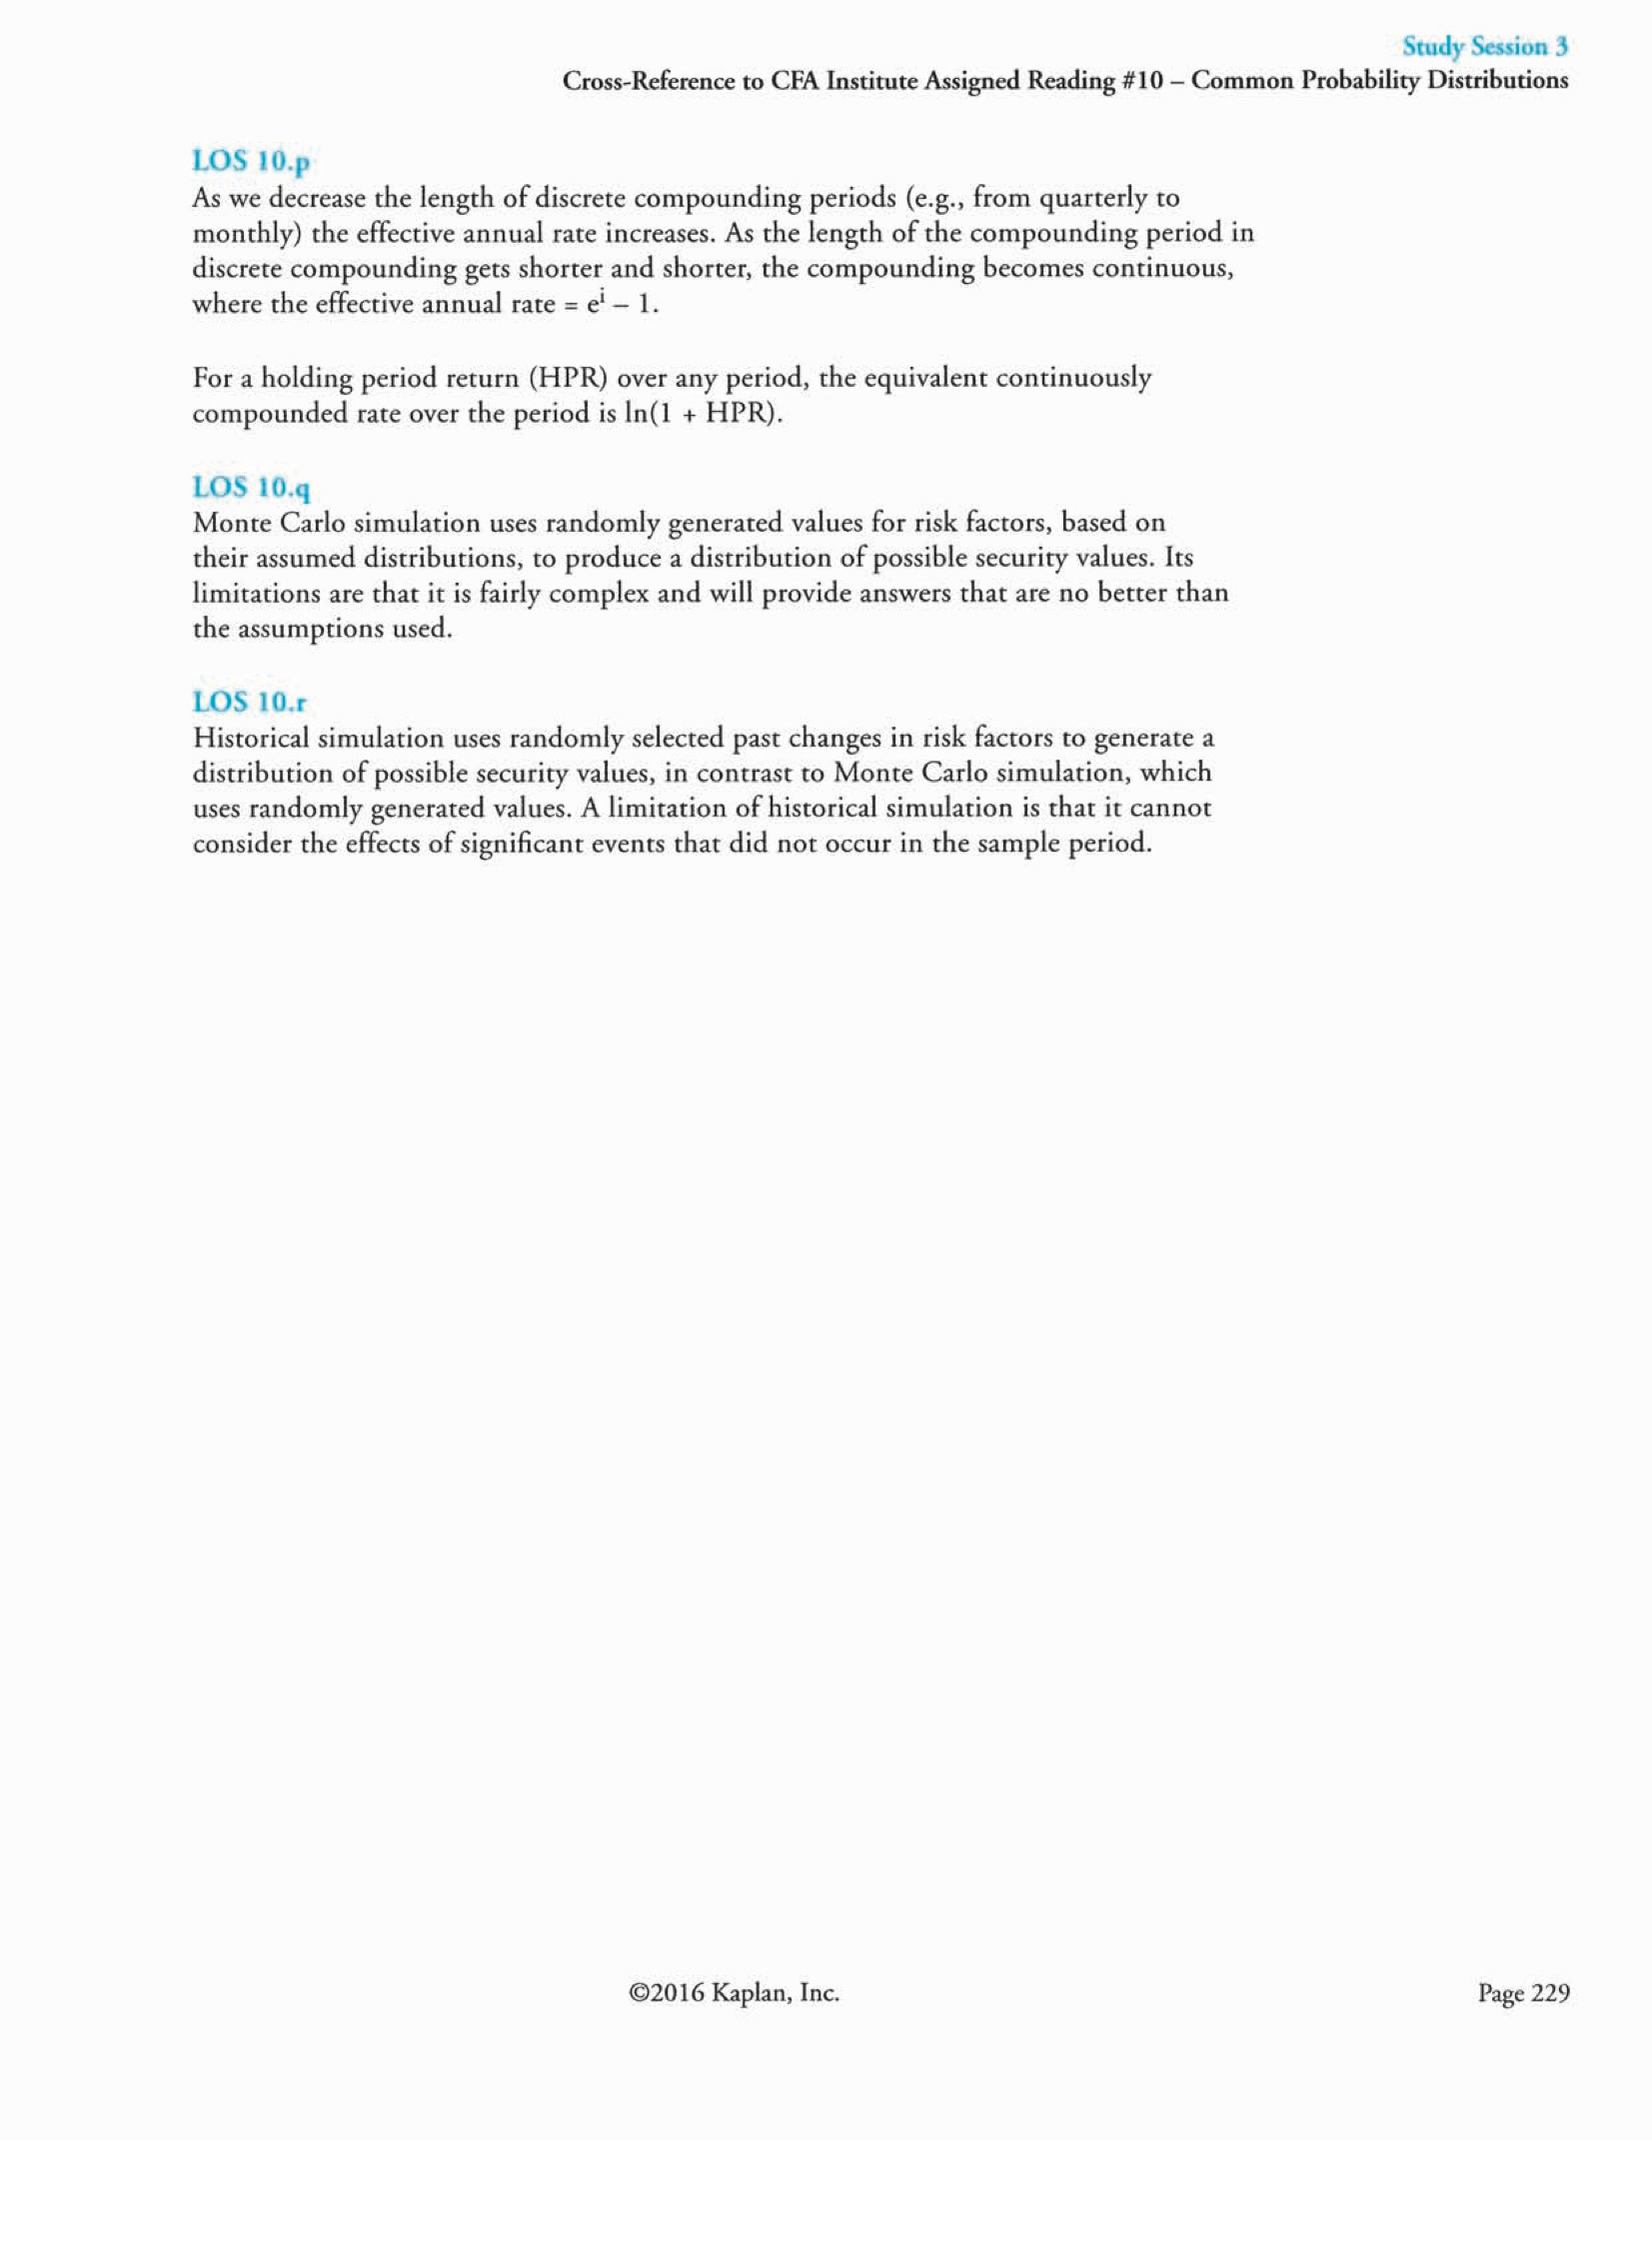 Study Session 3
Cross-Reference to CFA Institute Assigned Reading #10 – Common Probability Distributions
LOS 10.p
As we decrease the length of discrete compounding periods (e.g., from quarterly to
monthly) the effective annual rate increases. As the length of the compounding period in
discrete compounding gets shorter and shorter, the compounding becomes continuous,
where the effective annual rate = eⁱ – 1.
For a holding period return (HPR) over any period, the equivalent continuously
compounded rate over the period is ln(1 + HPR).
LOS 10.q
Monte Carlo simulation uses randomly generated values for risk factors, based on
their assumed distributions, to produce a distribution of possible security values. Its
limitations are that it is fairly complex and will provide answers that are no better than
the assumptions used.
LOS 10.r
Historical simulation uses randomly selected past changes in risk factors to generate a
distribution of possible security values, in contrast to Monte Carlo simulation, which
uses randomly generated values. A limitation of historical simulation is that it cannot
consider the effects of significant events that did not occur in the sample period.
©2016 Kaplan, Inc.
Page 229